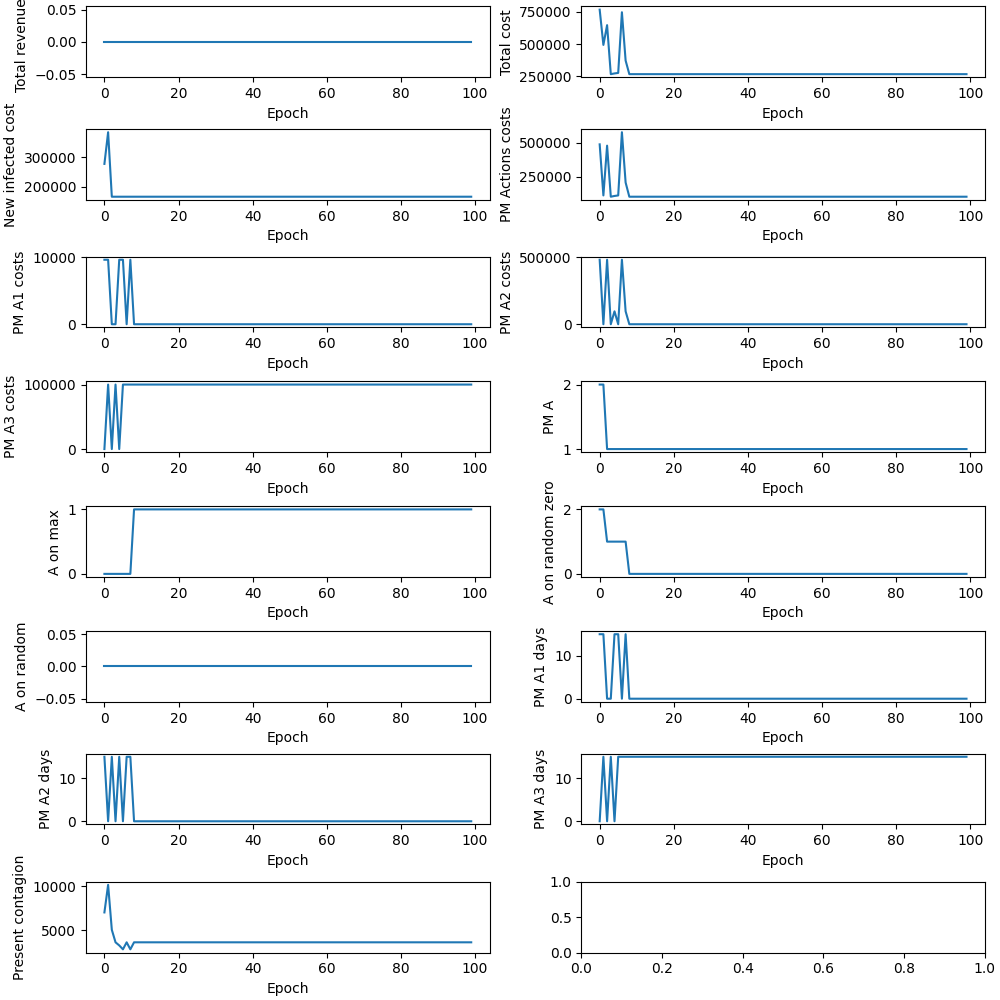 Total revenue
0.05
0.00
−0.05
0 20 40 60 80 100
Epoch
Total cost
750000
500000
250000
0 20 40 60 80 100
Epoch
New infected cost
300000
200000
0 20 40 60 80 100
Epoch
PM Actions costs
500000
250000
0 20 40 60 80 100
Epoch
PM A1 costs
10000
0
0 20 40 60 80 100
Epoch
PM A2 costs
500000
0
0 20 40 60 80 100
Epoch
PM A3 costs
100000
0
0 20 40 60 80 100
Epoch
PM A
2
1
0 20 40 60 80 100
Epoch
A on max
1
0
0 20 40 60 80 100
Epoch
A on random zero
2
0
0 20 40 60 80 100
Epoch
A on random
0.05
0.00
−0.05
0 20 40 60 80 100
Epoch
PM A1 days
10
0
0 20 40 60 80 100
Epoch
PM A2 days
10
0
0 20 40 60 80 100
Epoch
PM A3 days
10
0
0 20 40 60 80 100
Epoch
Present contagion
10000
5000
0 20 40 60 80 100
Epoch
1.0
0.5
0.0
0.0 0.2 0.4 0.6 0.8 1.0